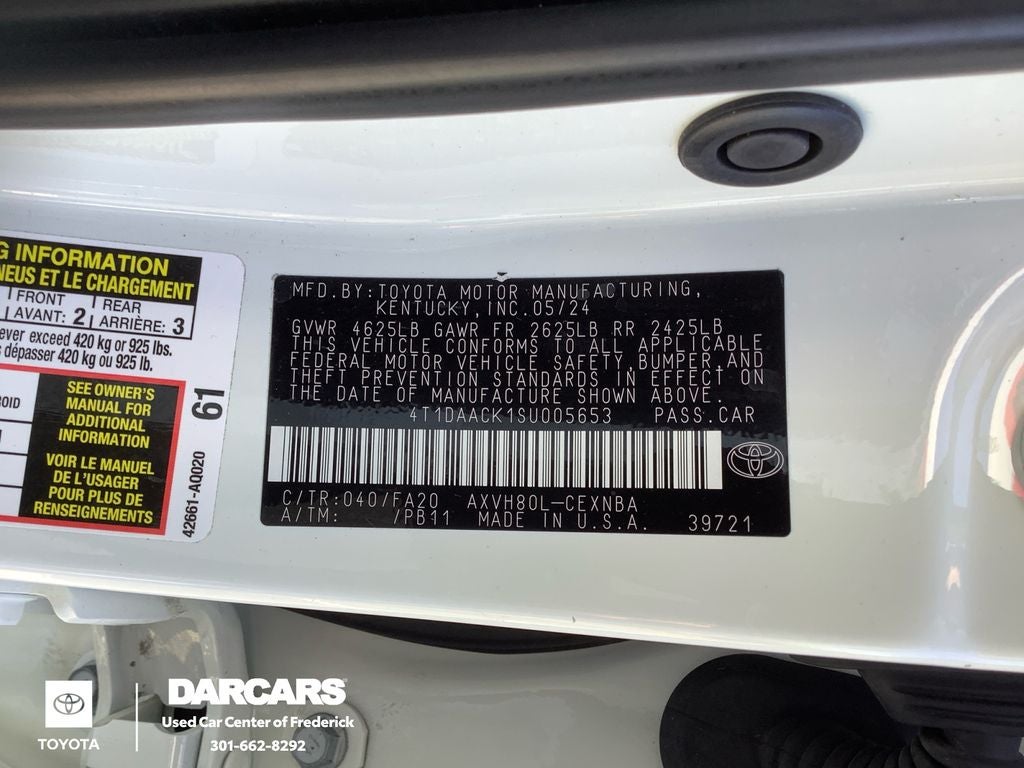 G INFORMATION
NEUS ET LE CHARGEMENT
FRONT
AVANT: 2
REAR
ARRIÈRE: 3
ever exceed 420 kg or 925 lbs.
dépasser 420 kg ou 925 lb.
OID
SEE OWNER'S
MANUAL FOR
ADDITIONAL
INFORMATION
VOIR LE MANUEL
DE L'USAGER
POUR PLUS DE
RENSEIGNEMENTS
61
42661-AQ020
MFD.BY:TOYOTA MOTOR MANUFACTURING,
KENTUCKY,INC.05/24
GVWR 4625LB GAWR FR 2625LB RR 2425LB
THIS VEHICLE CONFORMS TO ALL APPLICABLE
FEDERAL MOTOR VEHICLE SAFETY,BUMPER,AND
THEFT PREVENTION STANDARDS IN EFFECT ON
THE DATE OF MANUFACTURE SHOWN ABOVE.
4T1DAACK1SU005653 PASS.CAR
C/TR:040/FA20 AXVH80L-CEXNBA
A/TM: /PB11 MADE IN U.S.A. 39721
TOYOTA
DARCARS
Used Car Center of Frederick
301-662-8292